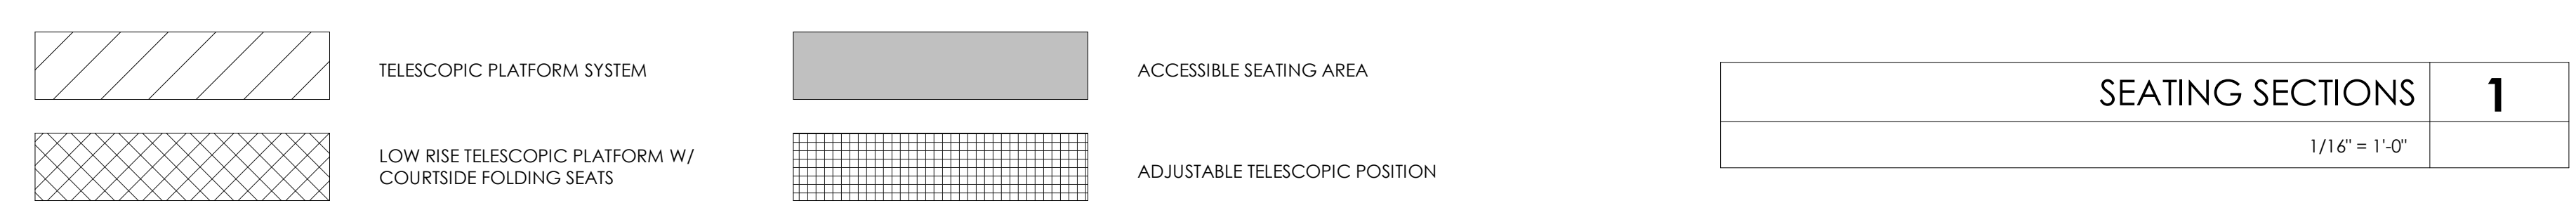 TELESCOPIC PLATFORM SYSTEM
LOW RISE TELESCOPIC PLATFORM W/
COURTSIDE FOLDING SEATS
ACCESSIBLE SEATING AREA
ADJUSTABLE TELESCOPIC POSITION
SEATING SECTIONS 1
1/16" = 1'-0"